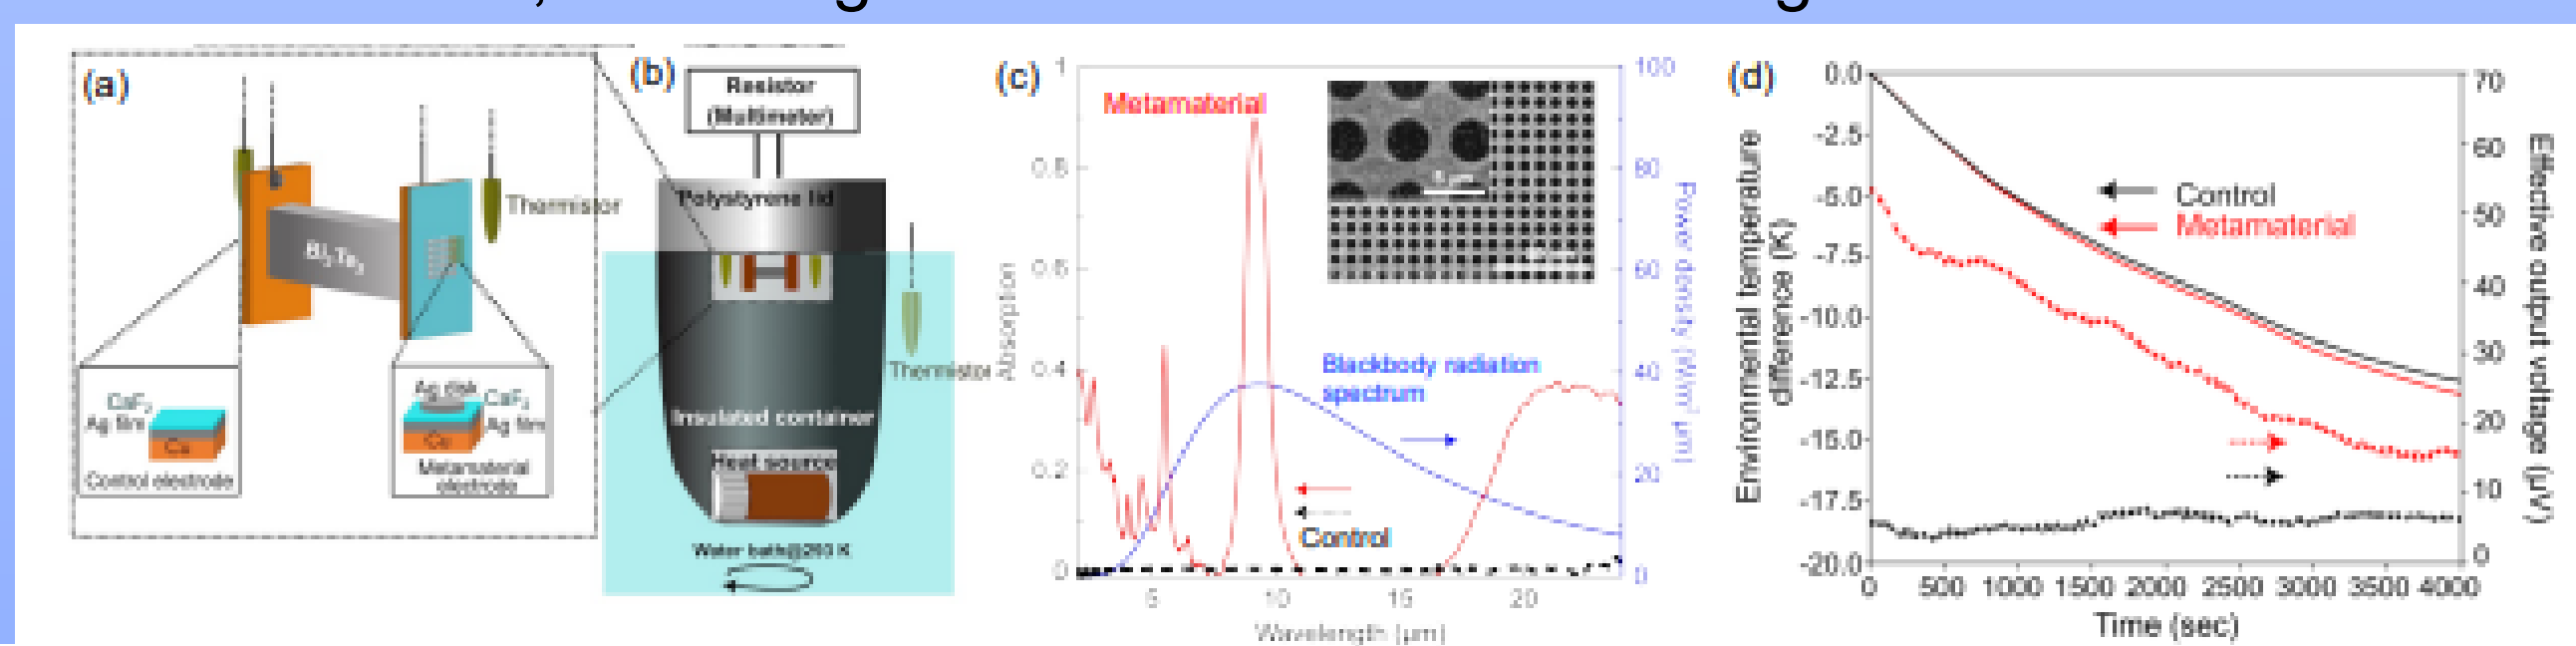 (a)
Bi₂Te₃
Thermistor
CaF₂
Ag film
Cu
Control electrode
Ag disk
CaF₂
Ag film
Cu
Metamaterial
electrode
(b)
Resistor
(Multimeter)
Polystyrene lid
Thermistor
Insulated container
Heat source
Water bath@293 K
(c)
Metamaterial
Blackbody radiation
spectrum
Control
Absorption
1
0.8
0.6
0.4
0.2
0
100
80
60
40
20
0
5
10
15
20
Wavelength (μm)
(d)
Control
Metamaterial
Environmental temperature
difference (K)
0.0
-2.5
-5.0
-7.5
-10.0
-12.5
-15.0
-17.5
-20.0
70
60
50
40
30
20
10
0
Effective output voltage (μV)
0 500 1000 1500 2000 2500 3000 3500 4000
Time (sec)